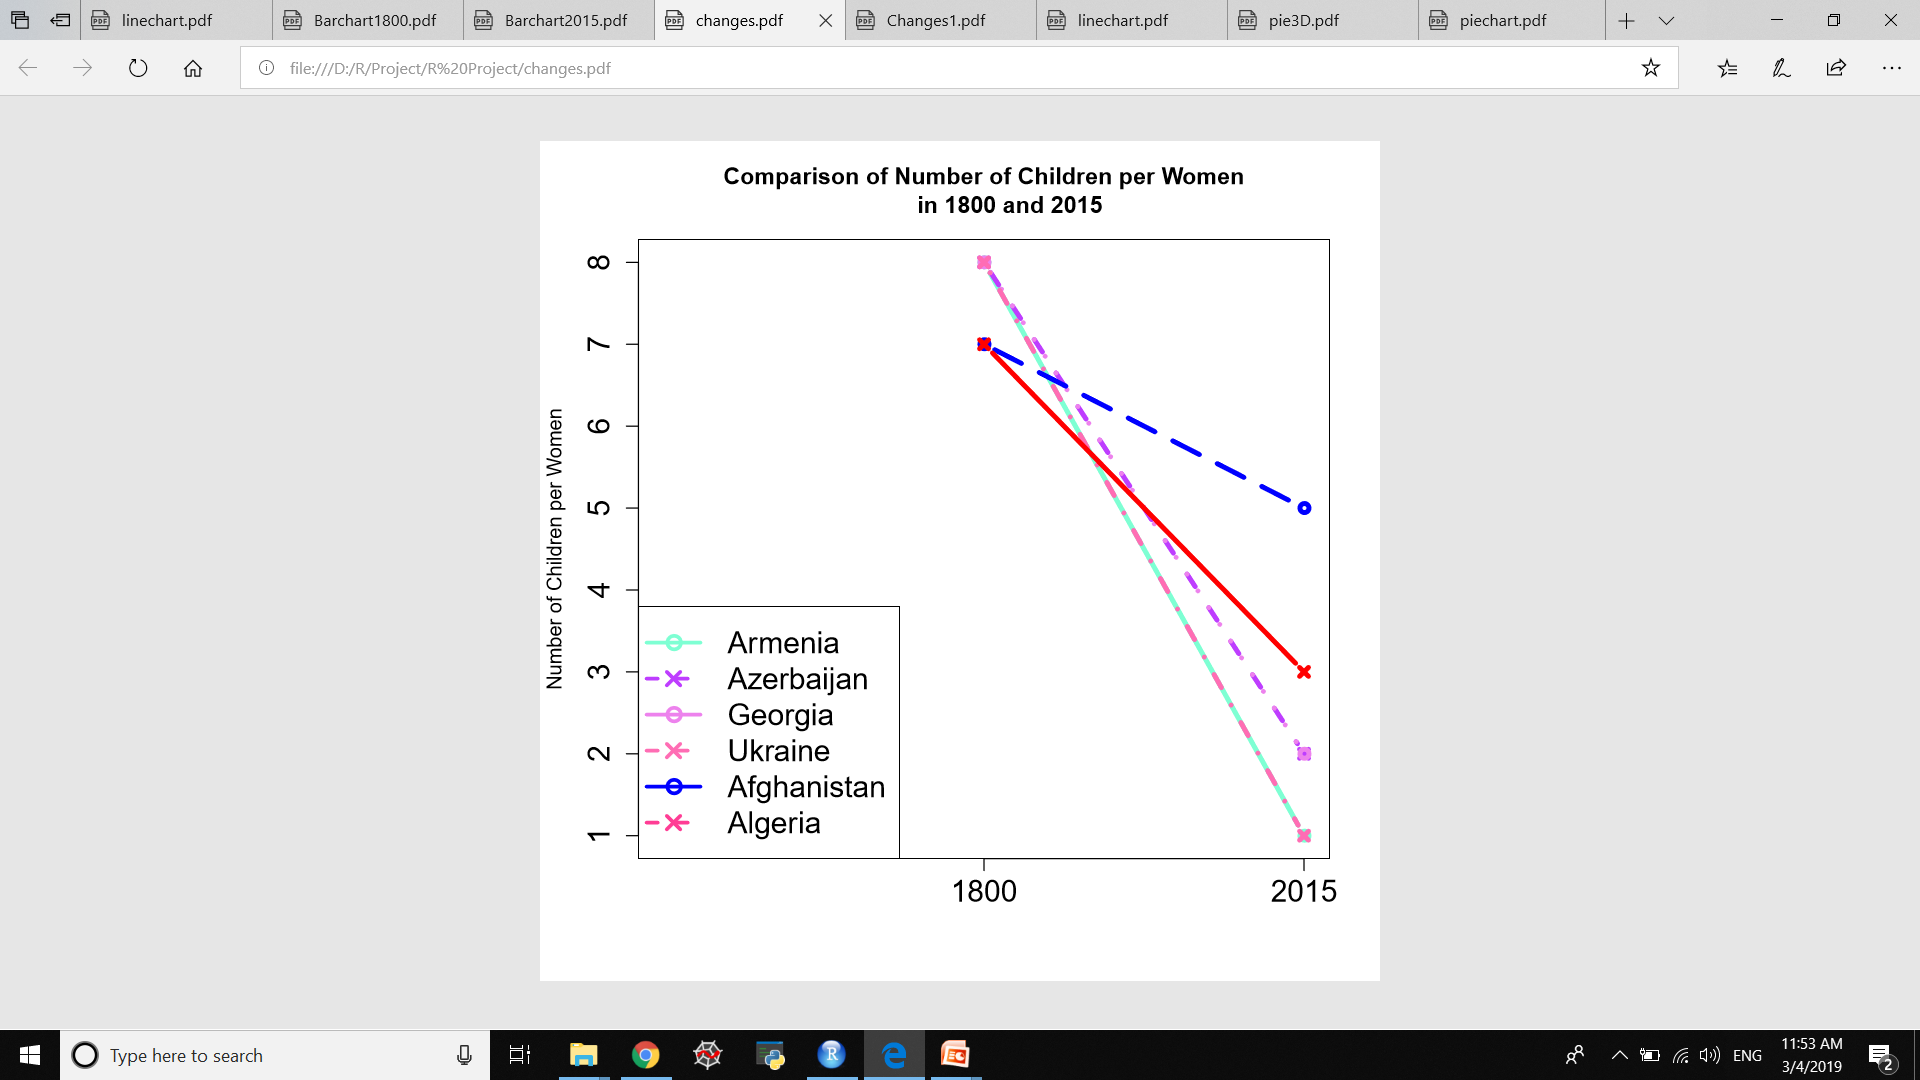 linechart.pdf
Barchart1800.pdf
Barchart2015.pdf
changes.pdf
Changes1.pdf
linechart.pdf
pie3D.pdf
piechart.pdf
file:///D:/R/Project/R%20Project/changes.pdf
Comparison of Number of Children per Women
in 1800 and 2015
Number of Children per Women
8
7
6
5
4
3
2
1
Armenia
Azerbaijan
Georgia
Ukraine
Afghanistan
Algeria
1800 2015
Type here to search
ENG
11:53 AM
3/4/2019
2